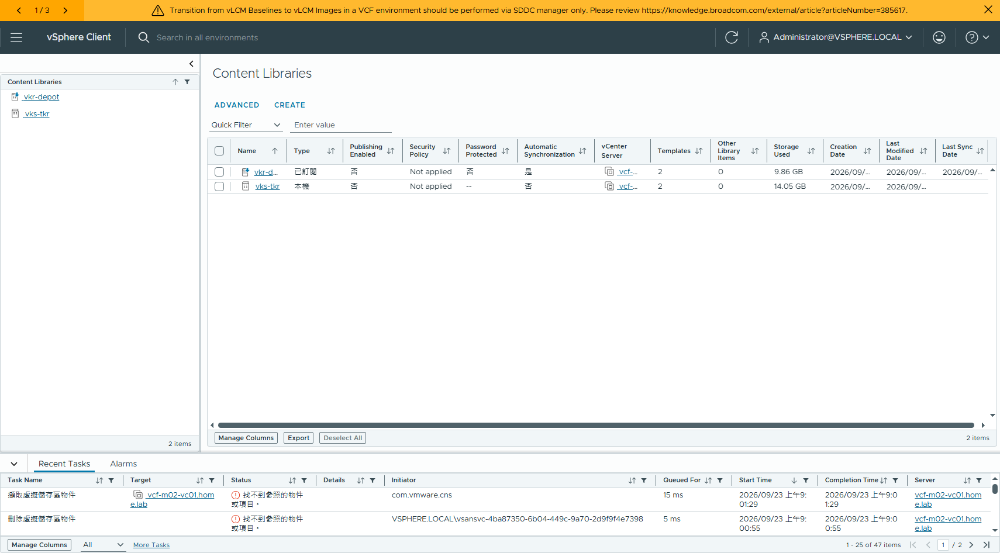 1 / 3
Transition from vLCM Baselines to vLCM Images in a VCF environment should be performed via SDDC manager only. Please review https://knowledge.broadcom.com/external/article?articleNumber=385617.
vSphere Client
Search in all environments
Administrator@VSPHERE.LOCAL
Content Libraries
vkr-depot
vks-tkr
2 items
Content Libraries
ADVANCED CREATE
Quick Filter Enter value
Name Type Publishing Enabled Security Policy Password Protected Automatic Synchronization vCenter Server Templates Other Library Items Storage Used Creation Date Last Modified Date Last Sync Date
vkr-d... 已訂閱 否 Not applied 否 是 vcf-... 2 0 9.86 GB 2026/09/... 2026/09/... 2026/09/...
vks-tkr 本機 否 Not applied -- 否 vcf-... 2 0 14.05 GB 2026/09/... 2026/09/...
Manage Columns Export Deselect All 2 items
Recent Tasks Alarms
Task Name Target Status Details Initiator Queued For Start Time Completion Time Server
擷取虛擬儲存區物件 vcf-m02-vc01.hom 找不到參照的物件 com.vmware.cns 15 ms 2026/09/23 上午9: 2026/09/23 上午9:0 vcf-m02-vc01.hom
e.lab 或項目。 01:29 1:29 e.lab
刪除虛擬儲存區物件 找不到參照的物件 VSPHERE.LOCAL\vsansvc-4ba87350-6b04-449c-9a70-2d9f9f4e7398 5 ms 2026/09/23 上午9: 2026/09/23 上午9:0 vcf-m02-vc01.hom
或項目。 00:55 0:55 e.lab
Manage Columns All More Tasks 1 - 25 of 47 items 1 / 2